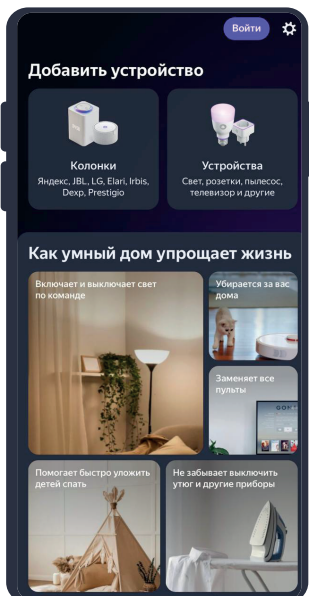 Войти
Добавить устройство
Колонки
Яндекс, JBL, LG, Elari, Irbis,
Dexp, Prestigio
Устройства
Свет, розетки, пылесос,
телевизор и другие
Как умный дом упрощает жизнь
Включает и выключает свет
по команде
Убирается за вас
дома
Заменяет все
пульты
Помогает быстро уложить
детей спать
Не забывает выключить
утюг и другие приборы